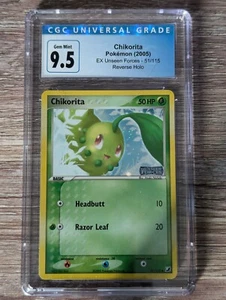 CGC UNIVERSAL GRADE
Gem Mint
9.5
Chikorita
Pokémon (2005)
EX Unseen Forces - 51/115
Reverse Holo
Chikorita
50 HP
Headbutt 10
Razor Leaf 20